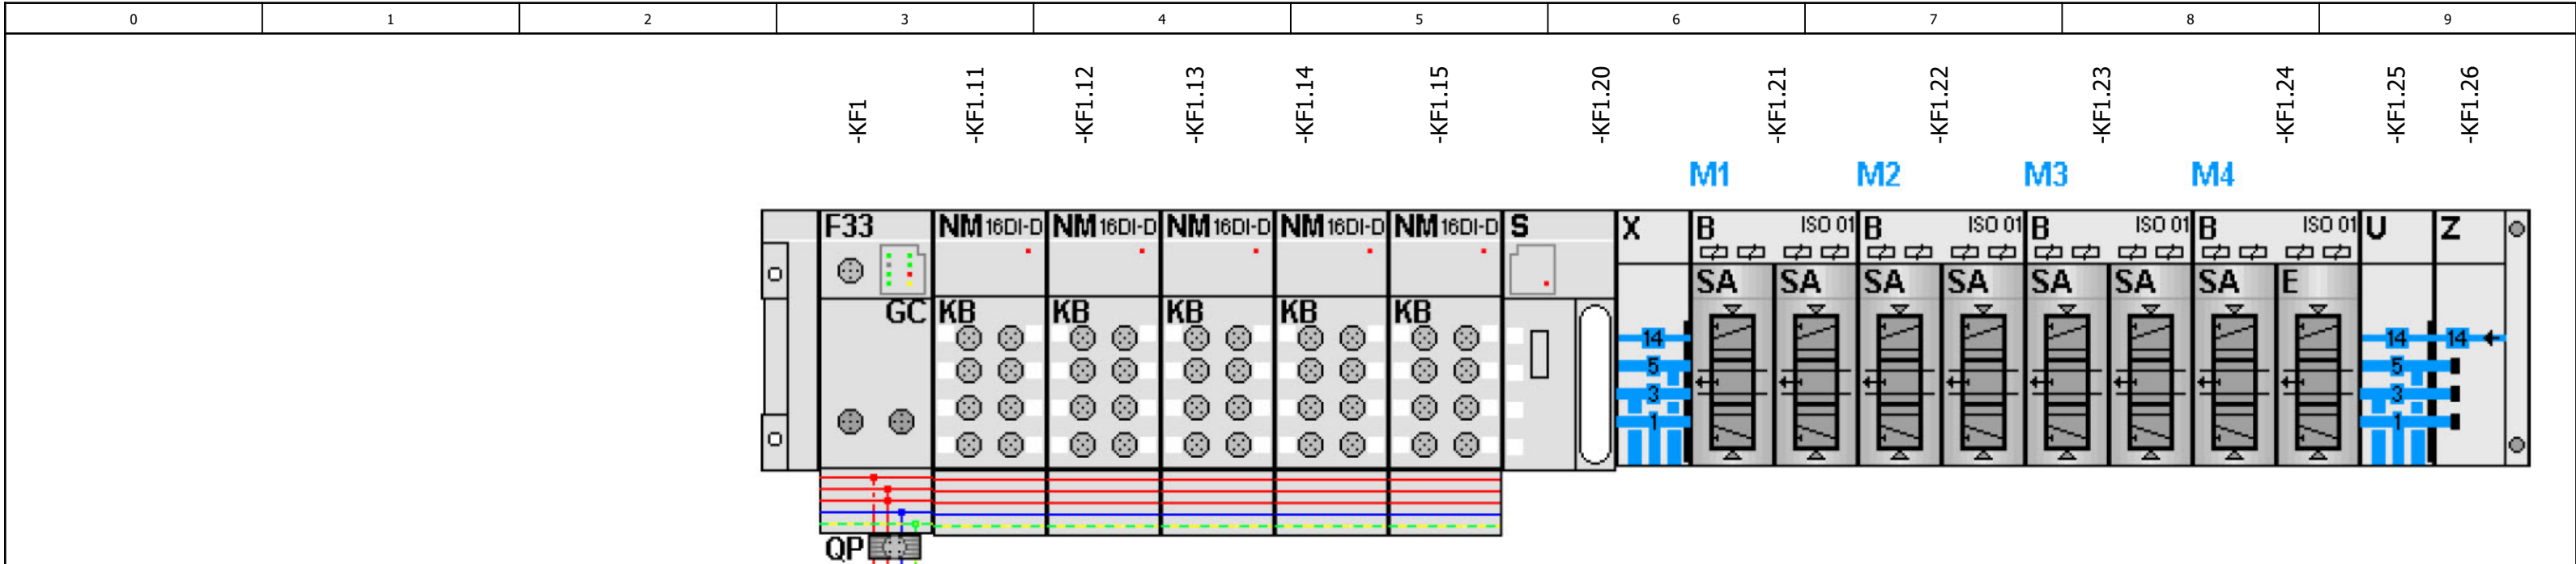 0 1 2 3 4 5 6 7 8 9
-KF1 -KF1.11 -KF1.12 -KF1.13 -KF1.14 -KF1.15 -KF1.20 -KF1.21 -KF1.22 -KF1.23 -KF1.24 -KF1.25 -KF1.26
M1 M2 M3 M4
F33 NM 16DI-D NM 16DI-D NM 16DI-D NM 16DI-D NM 16DI-D S X B ISO 01 B ISO 01 B ISO 01 B ISO 01 U Z
SA SA SA SA SA SA SA E
GC KB KB KB KB KB
14 14 14
5 5
3 3
1 1
QP